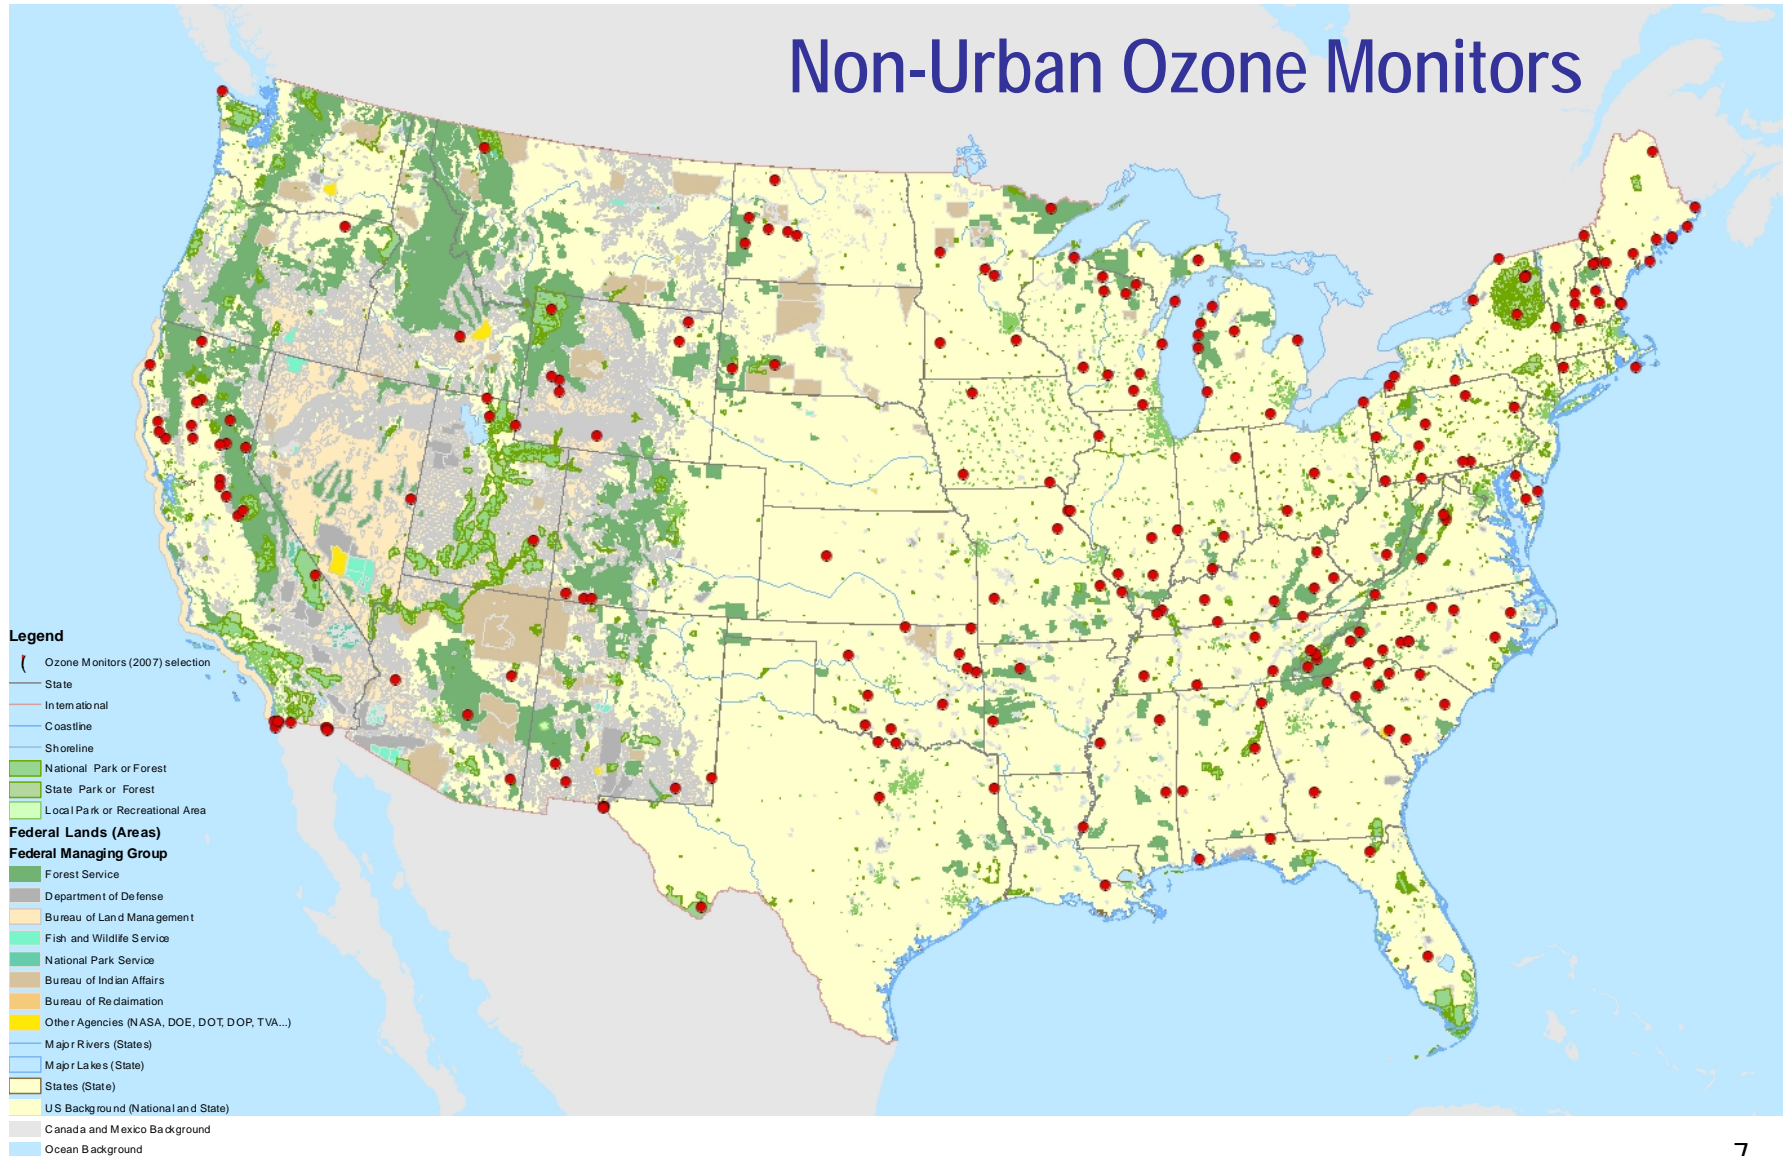 Non-Urban Ozone Monitors
Legend
Ozone Monitors (2007) selection
State
International
Coastline
Shoreline
National Park or Forest
State Park or Forest
Local Park or Recreational Area
Federal Lands (Areas)
Federal Managing Group
Forest Service
Department of Defense
Bureau of Land Management
Fish and Wildlife Service
National Park Service
Bureau of Indian Affairs
Bureau of Reclamation
Other Agencies (NASA, DOE, DOT, DOP, TVA...)
Major Rivers (States)
Major Lakes (State)
States (State)
US Background (National and State)
Canada and Mexico Background
Ocean Background
7